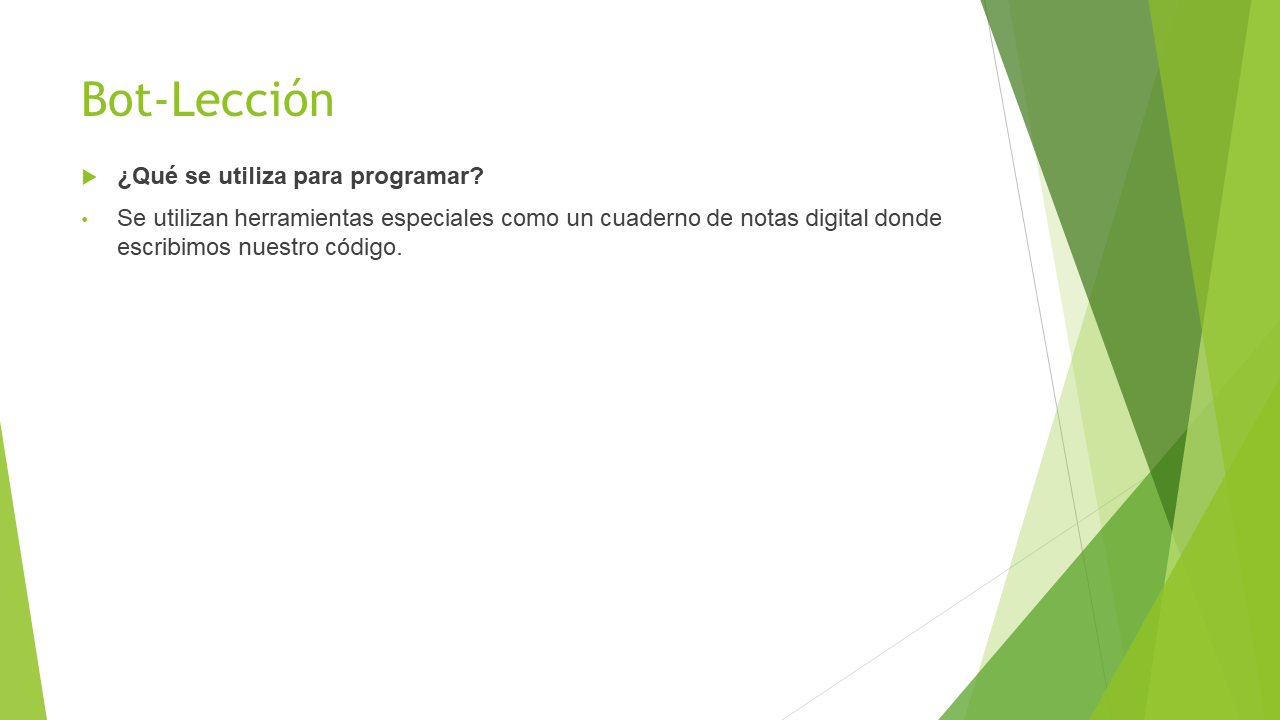 Bot-Lección
¿Qué se utiliza para programar?
Se utilizan herramientas especiales como un cuaderno de notas digital donde
escribimos nuestro código.